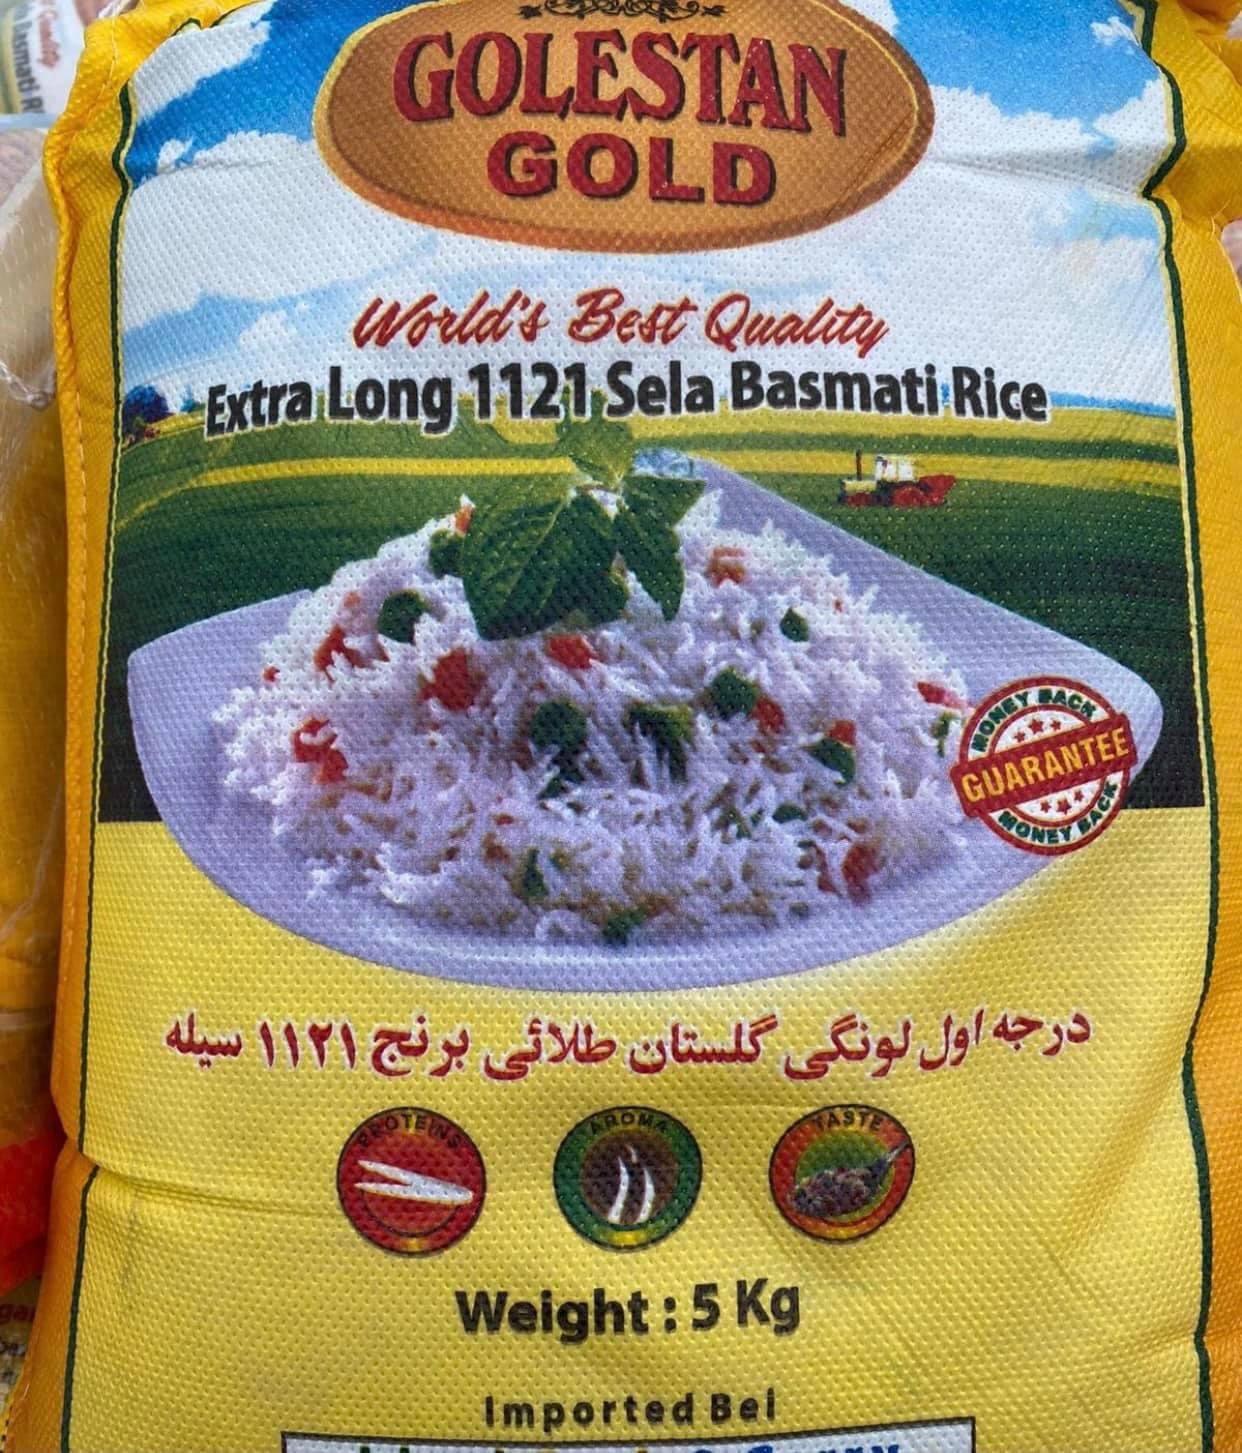 GOLESTAN
GOLD
World's Best Quality
Extra Long 1121 Sela Basmati Rice
MONEY BACK
GUARANTEE
MONEY BACK
درجه اول لونگی گلستان طلائی برنج ۱۱۲۱ سیله
PROTEINS
AROMA
TASTE
Weight : 5 Kg
Imported Bei